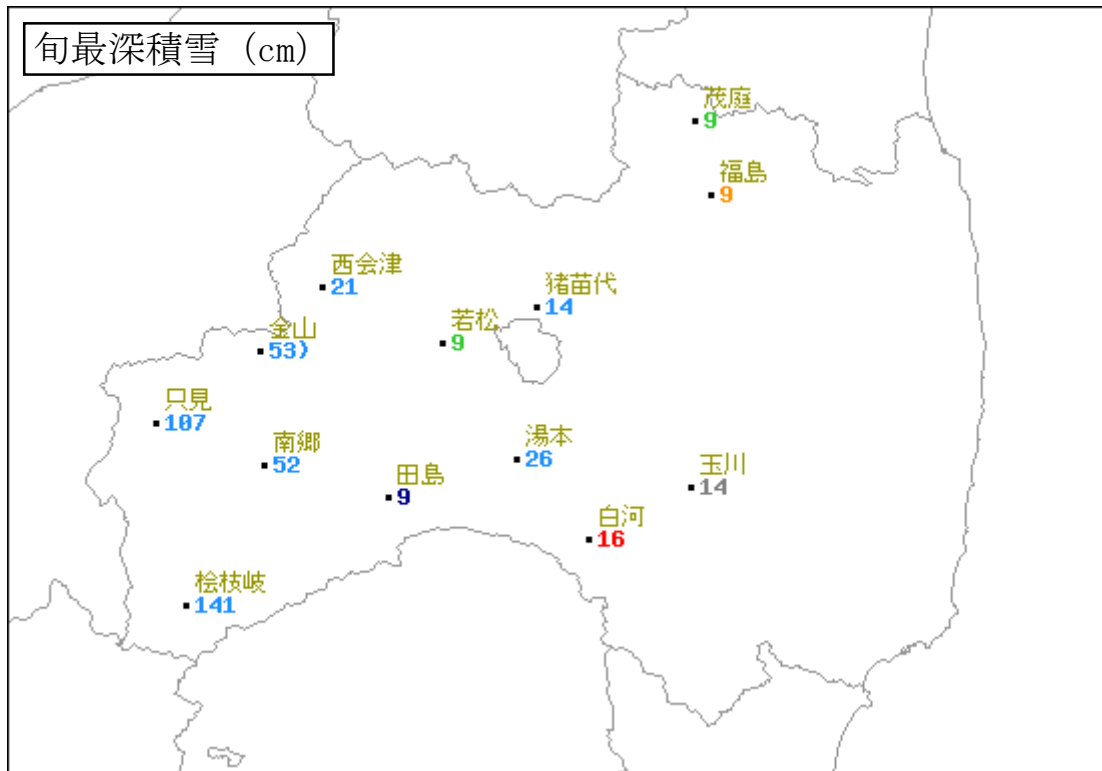 旬最深積雪 (cm)
茂庭
9
福島
9
西会津
21
猪苗代
14
若松
9
金山
53)
只見
107
南郷
52
湯本
26
田島
9
玉川
14
白河
16
桧枝岐
141